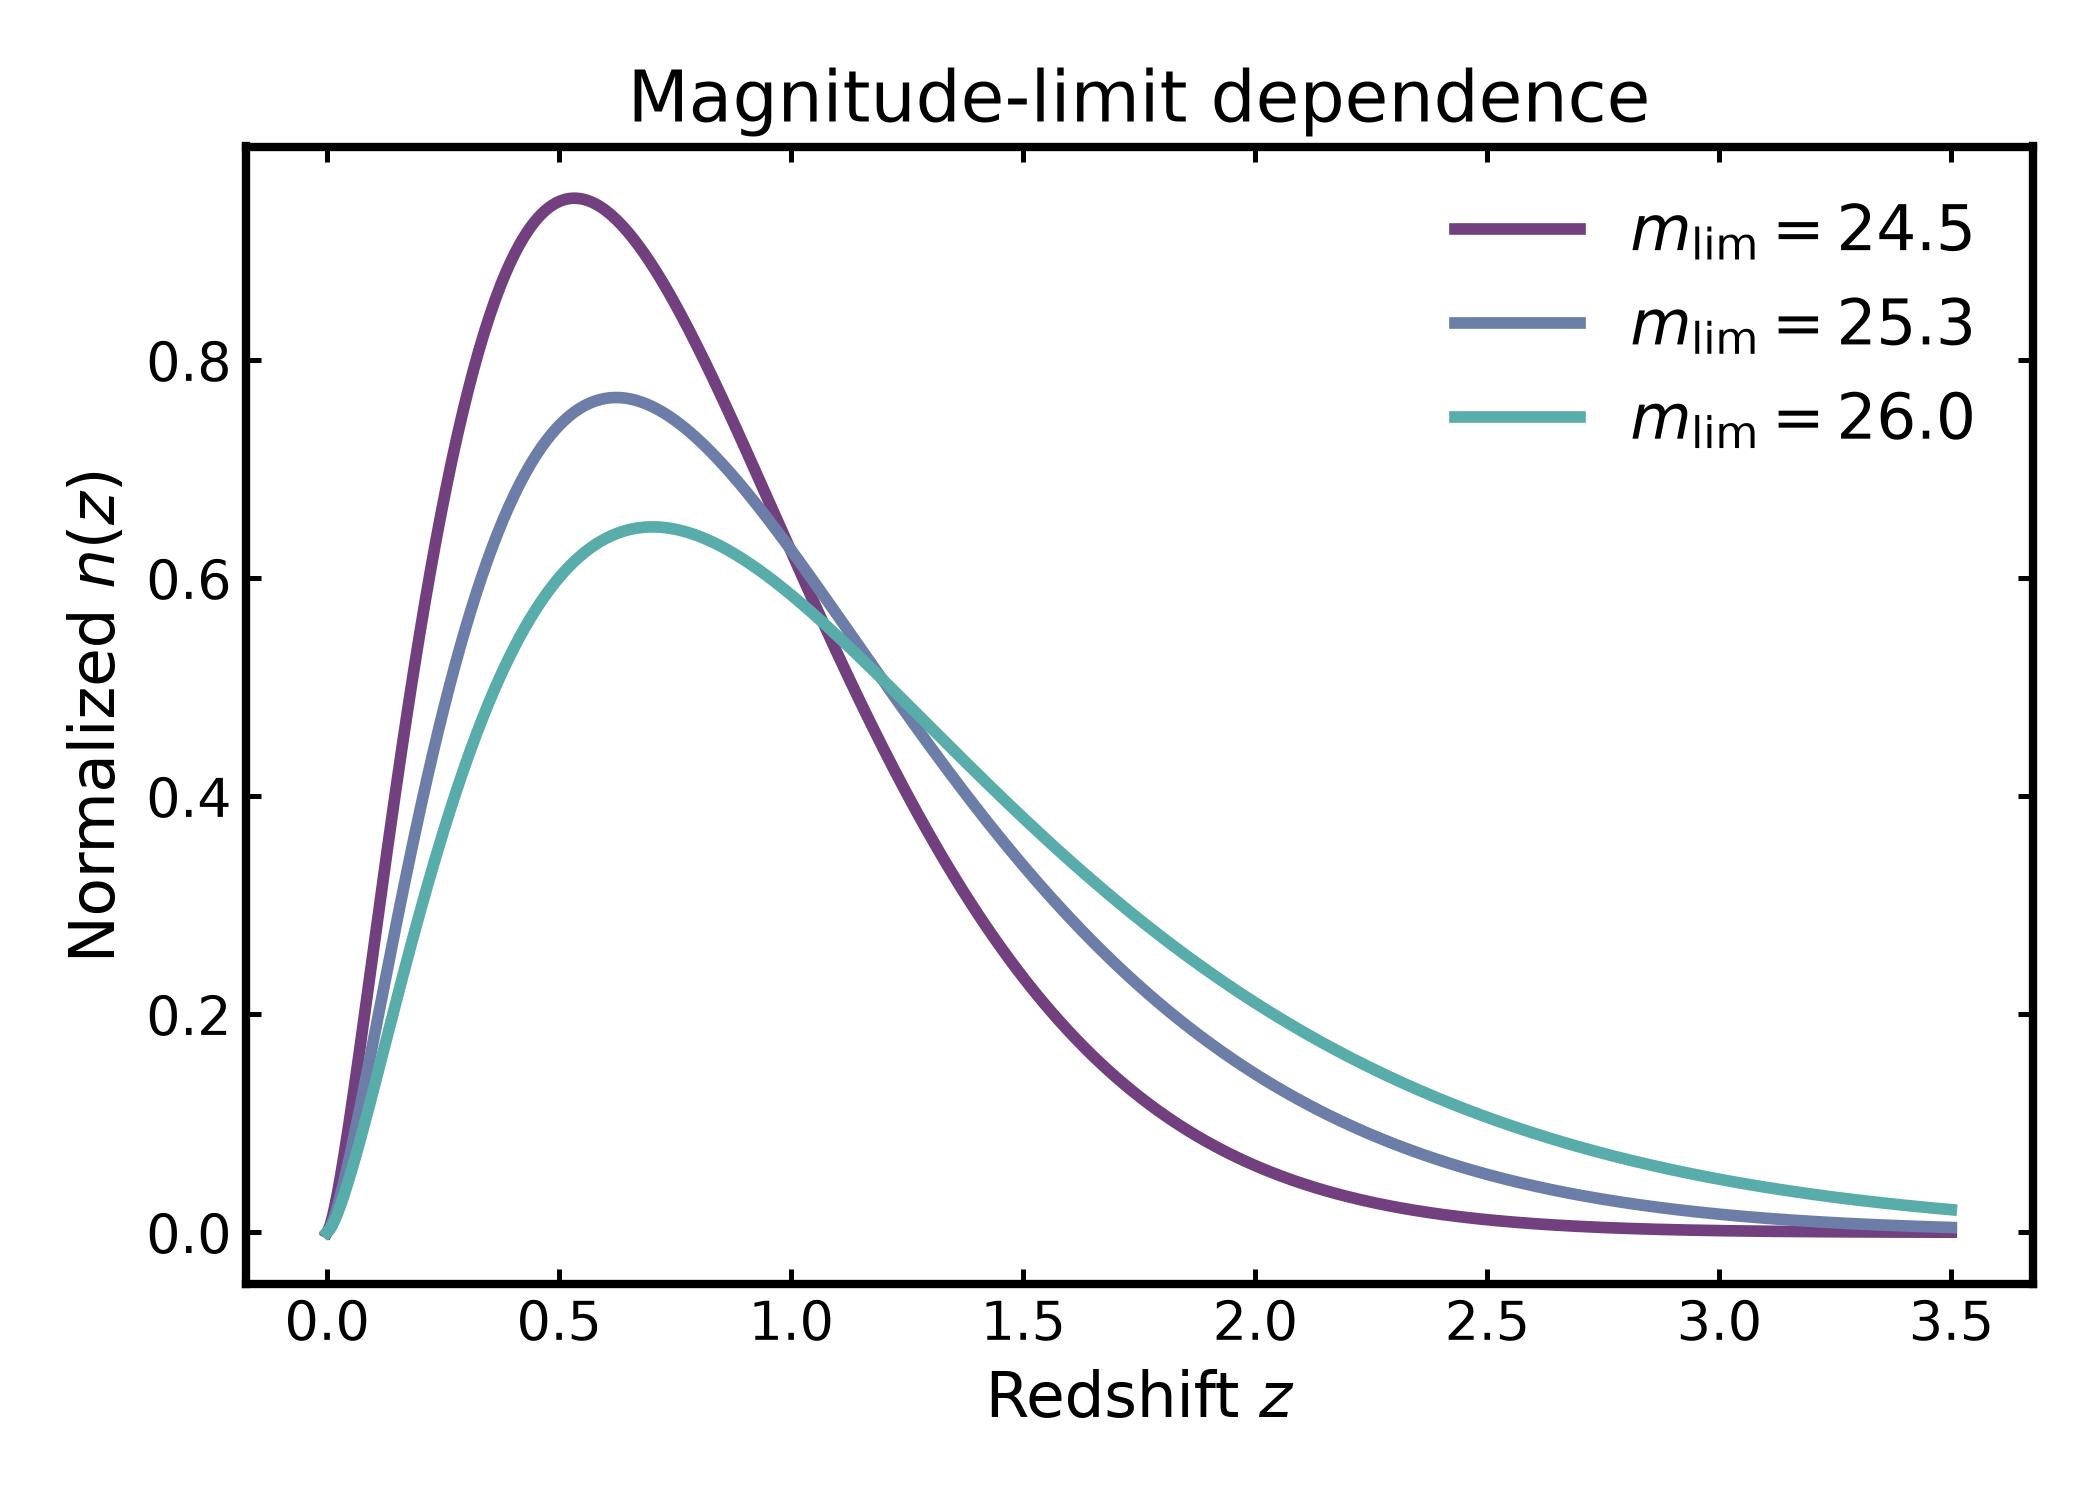 Magnitude-limit dependence
m_lim = 24.5
m_lim = 25.3
m_lim = 26.0
Normalized n(z)
0.8
0.6
0.4
0.2
0.0
0.0 0.5 1.0 1.5 2.0 2.5 3.0 3.5
Redshift z